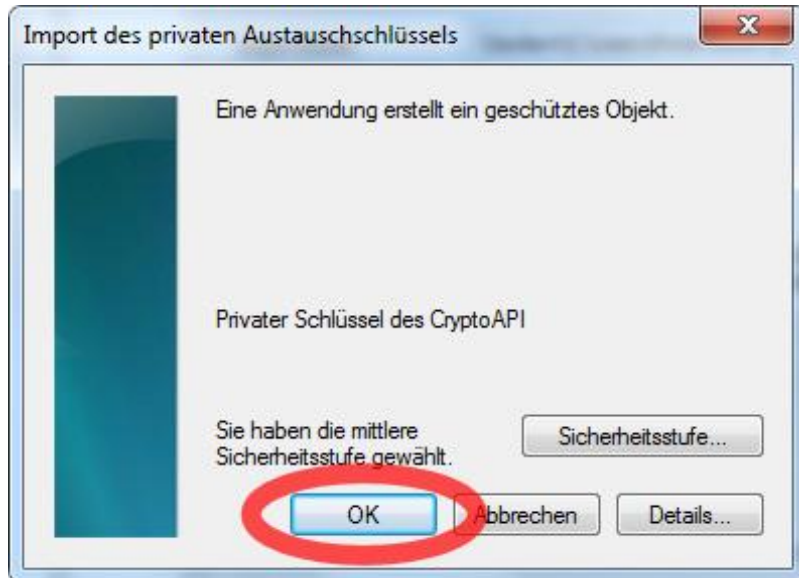 Import des privaten Austauschschlüssels
Eine Anwendung erstellt ein geschütztes Objekt.
Privater Schlüssel des CryptoAPI
Sie haben die mittlere
Sicherheitsstufe gewählt.
Sicherheitsstufe...
OK
Abbrechen
Details...